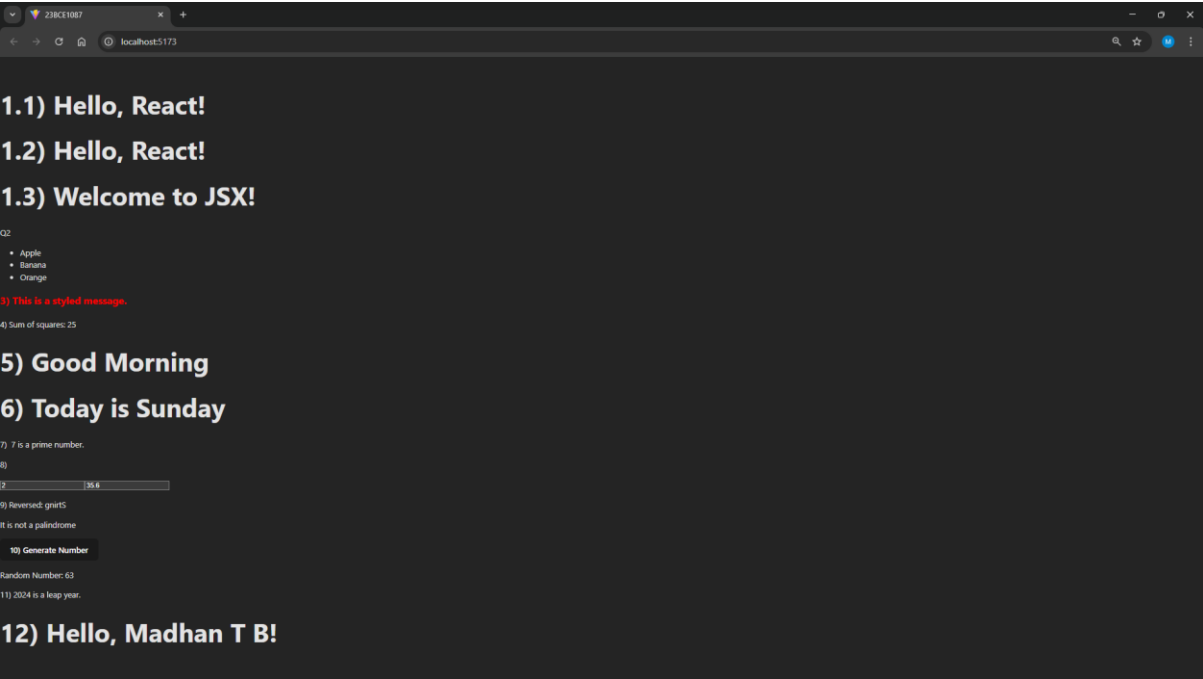 23BCE1087
localhost:5173
M
1.1) Hello, React!
1.2) Hello, React!
1.3) Welcome to JSX!
Q2
• Apple
• Banana
• Orange
3) This is a styled message.
4) Sum of squares: 25
5) Good Morning
6) Today is Sunday
7) 7 is a prime number.
8)
2 35.6
9) Reversed: gnirtS
It is not a palindrome
10) Generate Number
Random Number: 63
11) 2024 is a leap year.
12) Hello, Madhan T B!